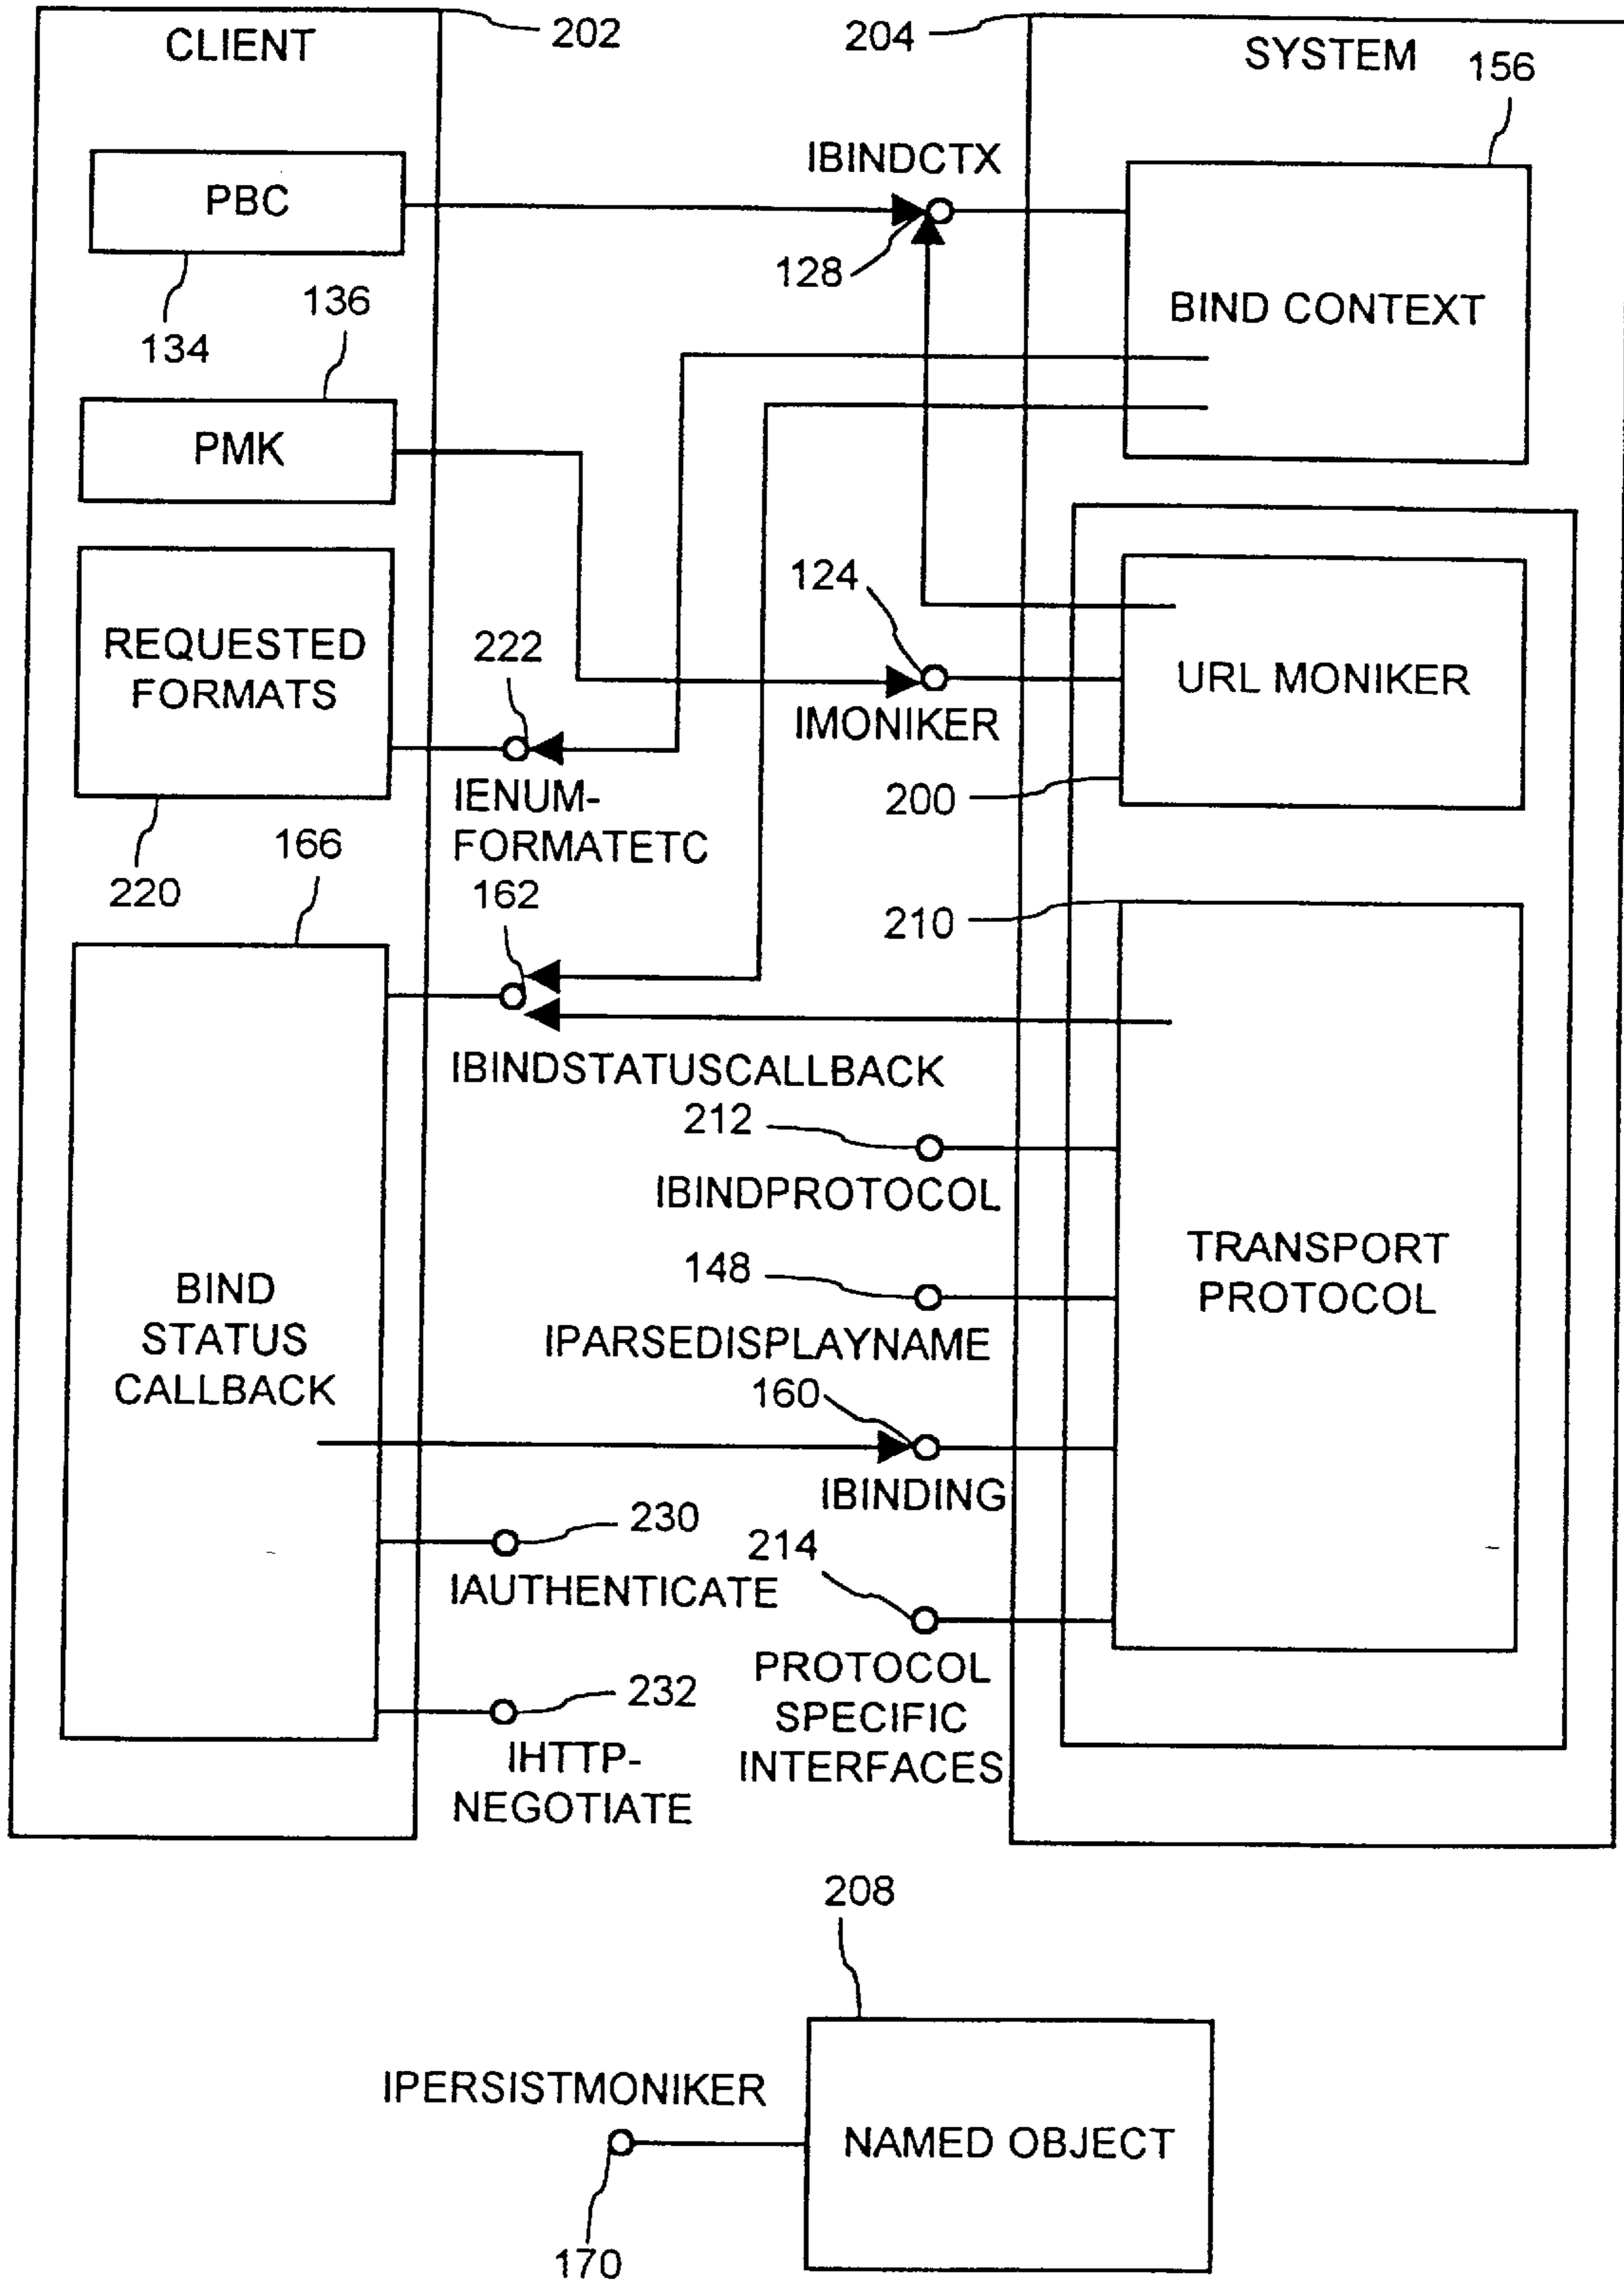 CLIENT
202
204
SYSTEM
156
PBC
134
IBINDCTX
128
BIND CONTEXT
136
PMK
REQUESTED
FORMATS
220
222
IENUM-
FORMATETC
124
IMONIKER
URL MONIKER
200
166
162
IBINDSTATUSCALLBACK
210
212
IBINDPROTOCOL
148
IPARSEDISPLAYNAME
TRANSPORT
PROTOCOL
BIND
STATUS
CALLBACK
160
IBINDING
230
IAUTHENTICATE
214
PROTOCOL
SPECIFIC
INTERFACES
232
IHTTP-
NEGOTIATE
208
IPERSISTMONIKER
NAMED OBJECT
170